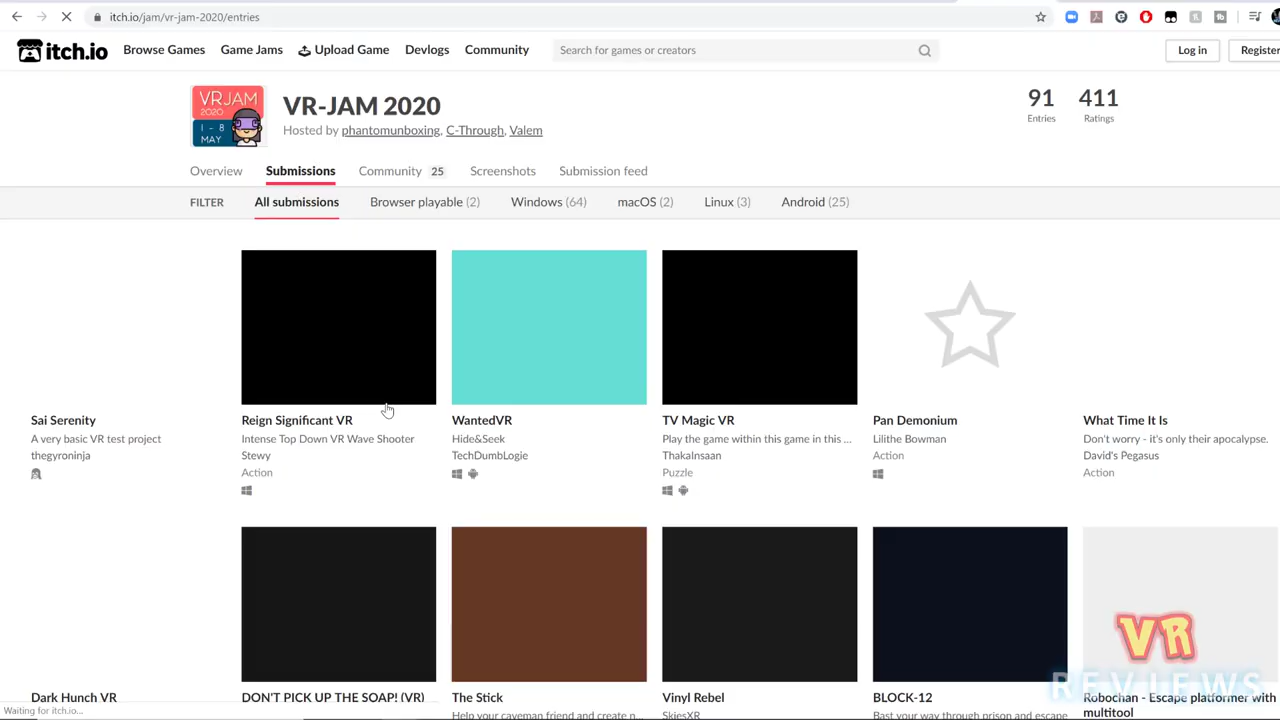 itch.io/jam/vr-jam-2020/entries
itch.io
Browse Games
Game Jams
Upload Game
Devlogs
Community
Search for games or creators
Log in
Register
VRJAM
2020
1 - 8
MAY
VR-JAM 2020
Hosted by phantomunboxing, C-Through, Valem
91
Entries
411
Ratings
Overview
Submissions
Community 25
Screenshots
Submission feed
FILTER
All submissions
Browser playable (2)
Windows (64)
macOS (2)
Linux (3)
Android (25)
Sai Serenity
A very basic VR test project
thegyroninja
Reign Significant VR
Intense Top Down VR Wave Shooter
Stewy
Action
WantedVR
Hide&Seek
TechDumbLogie
TV Magic VR
Play the game within this game in this ...
ThakaInsaan
Puzzle
Pan Demonium
Lilithe Bowman
Action
What Time It Is
Don't worry - it's only their apocalypse.
David's Pegasus
Action
Dark Hunch VR
DON'T PICK UP THE SOAP! (VR)
The Stick
Help your caveman friend and create n...
Vinyl Rebel
SkiesXR
BLOCK-12
Bast your way through prison and escape
Robochan - Escape platformer with
multitool
VR
REVIEWS
Waiting for itch.io...